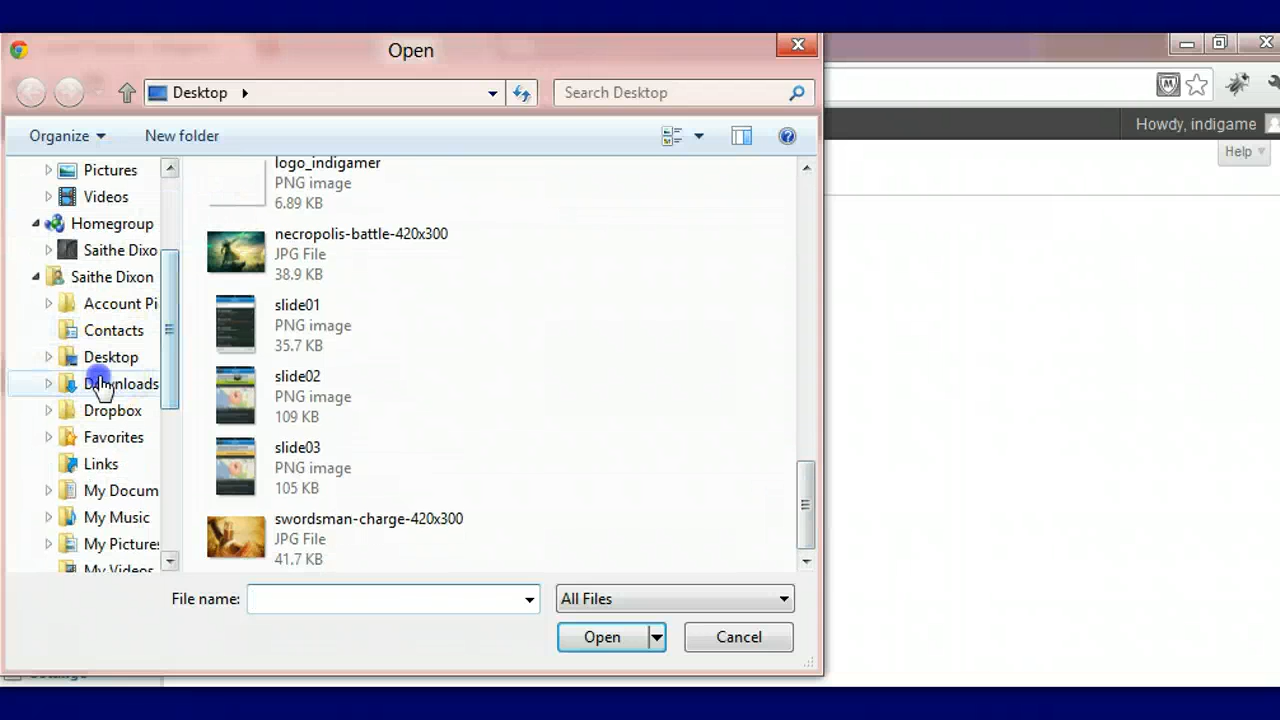 Open
Desktop
Search Desktop
Organize
New folder
Howdy, indigame
Help
Pictures
Videos
Homegroup
Saithe Dixo
Saithe Dixon
Account Pi
Contacts
Desktop
Downloads
Dropbox
Favorites
Links
My Docum
My Music
My Pictures
My Videos
logo_indigamer
PNG image
6.89 KB
necropolis-battle-420x300
JPG File
38.9 KB
slide01
PNG image
35.7 KB
slide02
PNG image
109 KB
slide03
PNG image
105 KB
swordsman-charge-420x300
JPG File
41.7 KB
File name:
All Files
Open
Cancel